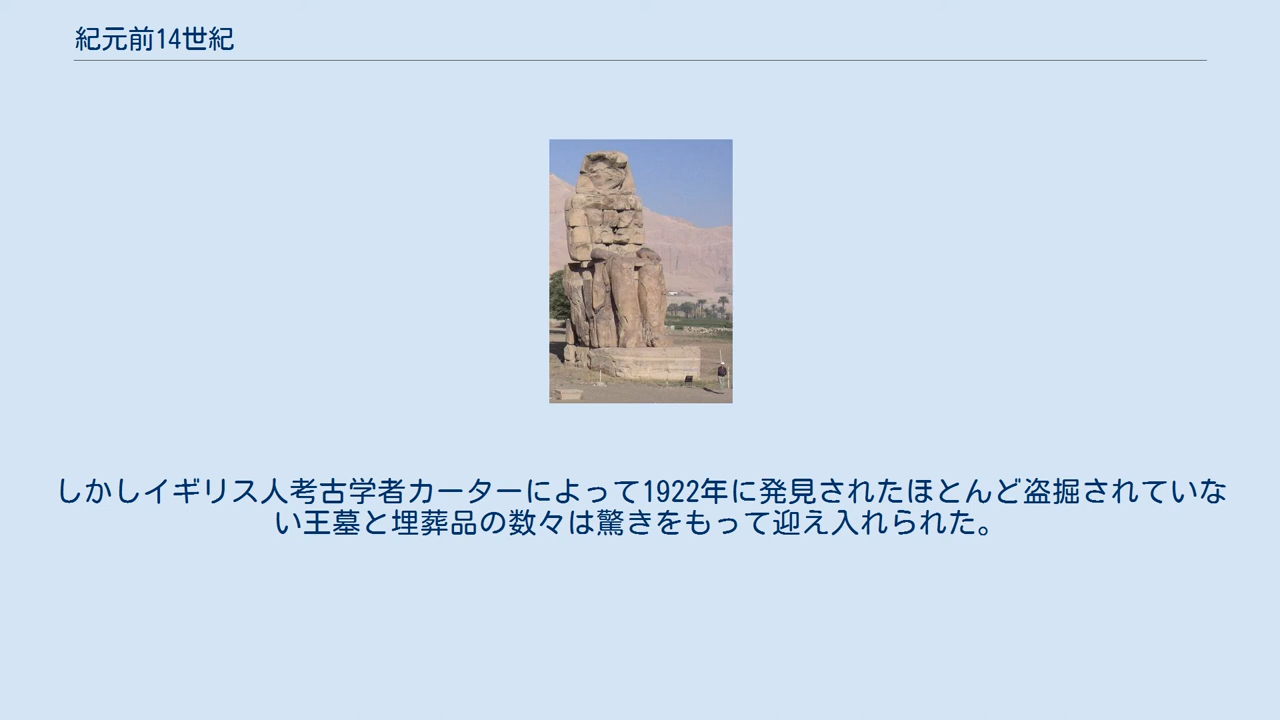 紀元前14世紀
しかしイギリス人考古学者カーターによって1922年に発見されたほとんど盗掘されていな
い王墓と埋葬品の数々は驚きをもって迎え入れられた。